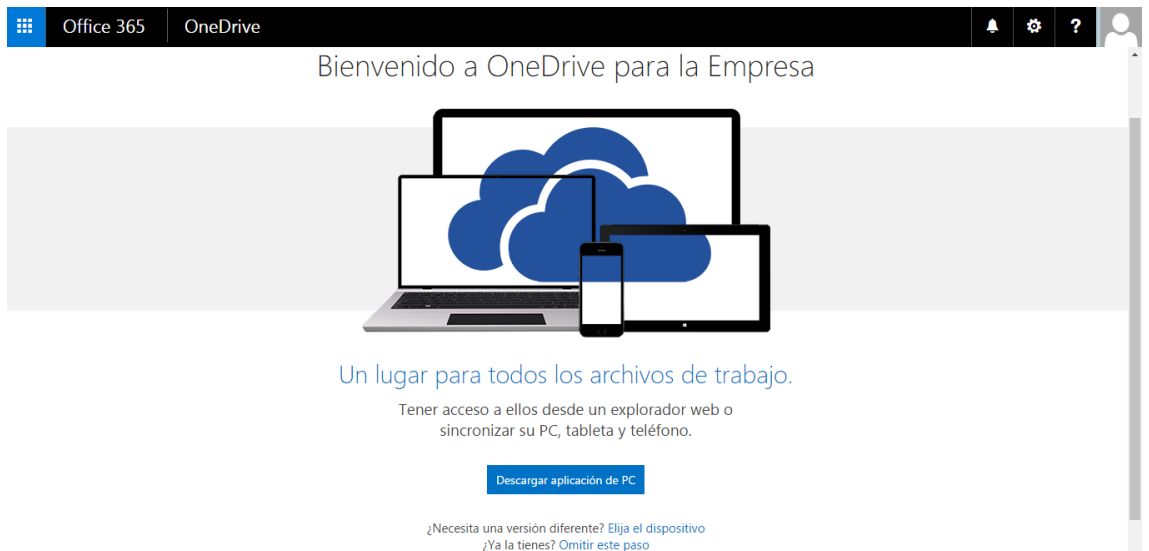 Office 365 OneDrive ?
Bienvenido a OneDrive para la Empresa
Un lugar para todos los archivos de trabajo.
Tener acceso a ellos desde un explorador web o
sincronizar su PC, tableta y teléfono.
Descargar aplicación de PC
¿Necesita una versión diferente? Elija el dispositivo
¿Ya la tienes? Omitir este paso